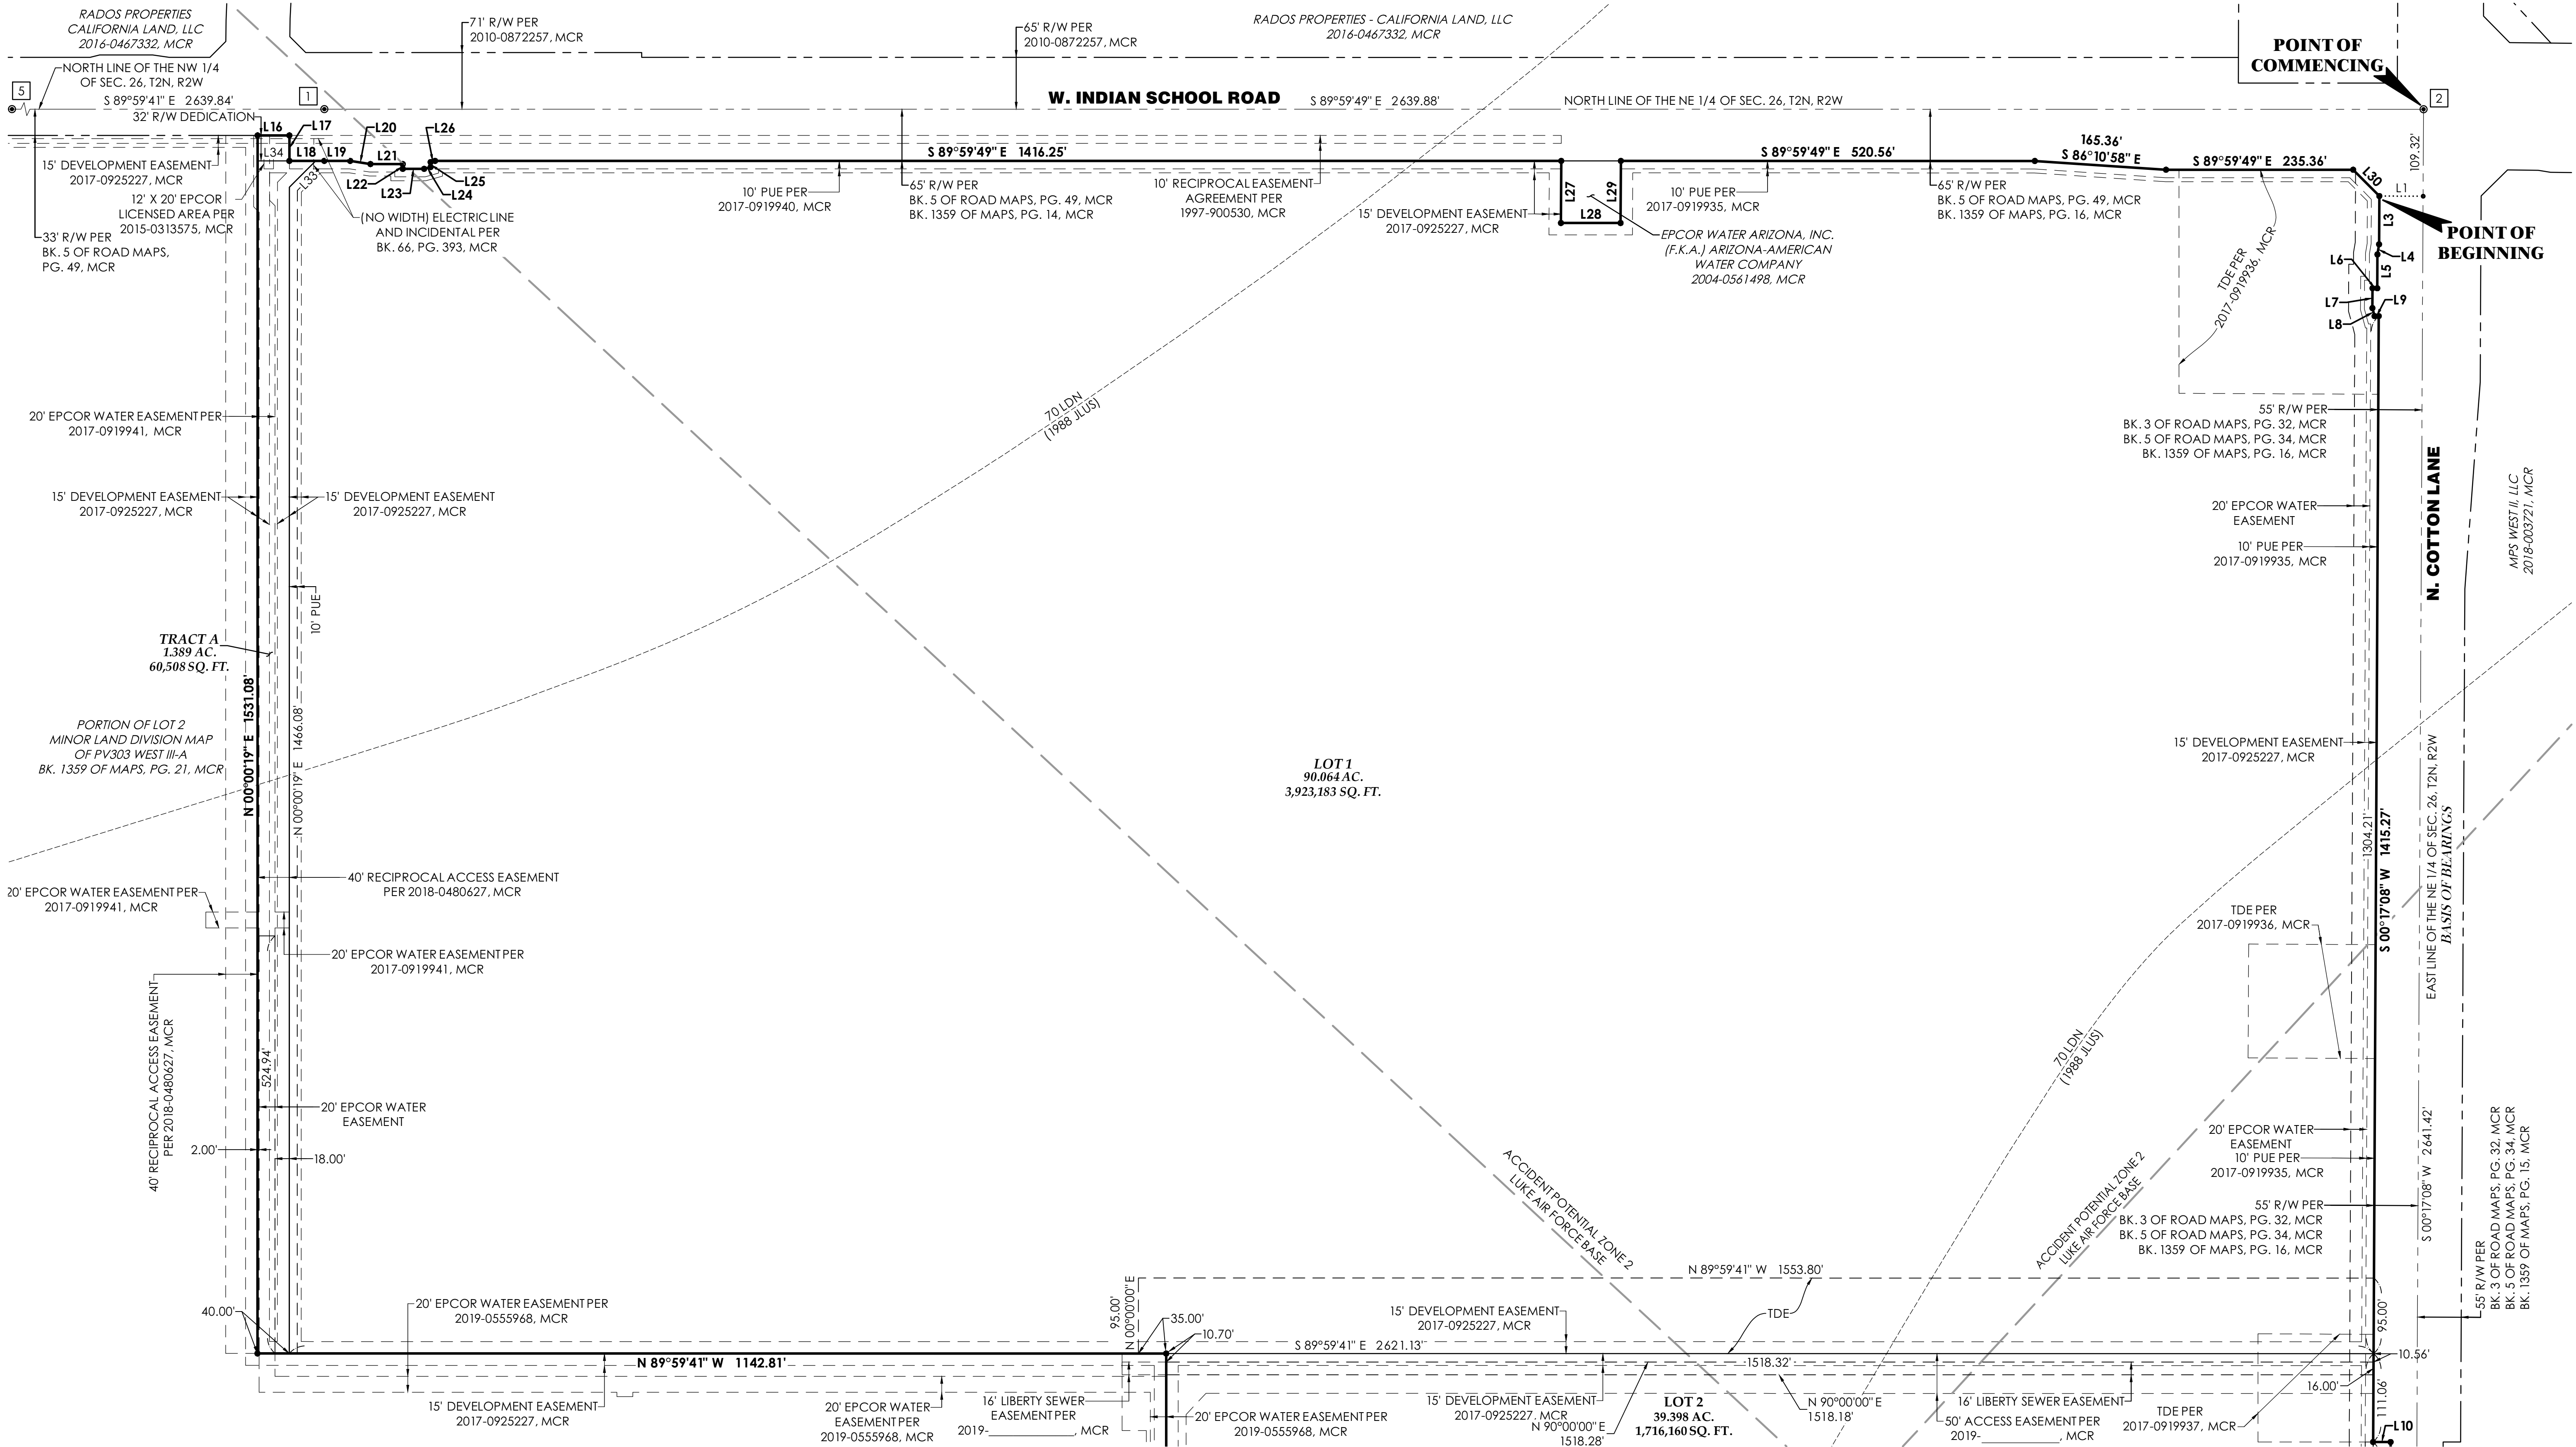 RADOS PROPERTIES
CALIFORNIA LAND, LLC
2016-0467332, MCR
NORTH LINE OF THE NW 1/4
OF SEC. 26, T2N, R2W
5
S 89°59'41" E 2639.84'
1
32' R/W DEDICATION
71' R/W PER
2010-0872257, MCR
65' R/W PER
2010-0872257, MCR
RADOS PROPERTIES - CALIFORNIA LAND, LLC
2016-0467332, MCR
POINT OF
COMMENCING
2
W. INDIAN SCHOOL ROAD
S 89°59'49" E 2639.88'
NORTH LINE OF THE NE 1/4 OF SEC. 26, T2N, R2W
109.32'
L16
L17
L20
L26
L34
L18
L19
L21
L33
L22
L23
L24
L25
15' DEVELOPMENT EASEMENT
2017-0925227, MCR
12' X 20' EPCOR
LICENSED AREA PER
2015-0313575, MCR
33' R/W PER
BK. 5 OF ROAD MAPS,
PG. 49, MCR
(NO WIDTH) ELECTRIC LINE
AND INCIDENTAL PER
BK. 66, PG. 393, MCR
S 89°59'49" E 1416.25'
10' PUE PER
2017-0919940, MCR
65' R/W PER
BK. 5 OF ROAD MAPS, PG. 49, MCR
BK. 1359 OF MAPS, PG. 14, MCR
10' RECIPROCAL EASEMENT
AGREEMENT PER
1997-900530, MCR
15' DEVELOPMENT EASEMENT
2017-0925227, MCR
L27
L28
L29
10' PUE PER
2017-0919935, MCR
EPCOR WATER ARIZONA, INC.
(F.K.A.) ARIZONA-AMERICAN
WATER COMPANY
2004-0561498, MCR
S 89°59'49" E 520.56'
165.36'
S 86°10'58" E
S 89°59'49" E 235.36'
65' R/W PER
BK. 5 OF ROAD MAPS, PG. 49, MCR
BK. 1359 OF MAPS, PG. 16, MCR
L30
L1
L3
POINT OF
BEGINNING
L4
L5
L6
L7
L8
L9
TDE PER
2017-0919936, MCR
70 LDN
(1988 JLUS)
20' EPCOR WATER EASEMENT PER
2017-0919941, MCR
15' DEVELOPMENT EASEMENT
2017-0925227, MCR
15' DEVELOPMENT EASEMENT
2017-0925227, MCR
10' PUE
TRACT A
1.389 AC.
60,508 SQ. FT.
N 00°00'19" E 1531.08'
N 00°00'19" E 1466.08'
PORTION OF LOT 2
MINOR LAND DIVISION MAP
OF PV303 WEST III-A
BK. 1359 OF MAPS, PG. 21, MCR
40' RECIPROCAL ACCESS EASEMENT
PER 2018-0480627, MCR
20' EPCOR WATER EASEMENT PER
2017-0919941, MCR
20' EPCOR WATER EASEMENT PER
2017-0919941, MCR
40' RECIPROCAL ACCESS EASEMENT
PER 2018-0480627, MCR
524.94'
20' EPCOR WATER
EASEMENT
2.00'
18.00'
LOT 1
90.064 AC.
3,923,183 SQ. FT.
55' R/W PER
BK. 3 OF ROAD MAPS, PG. 32, MCR
BK. 5 OF ROAD MAPS, PG. 34, MCR
BK. 1359 OF MAPS, PG. 16, MCR
20' EPCOR WATER
EASEMENT
10' PUE PER
2017-0919935, MCR
N. COTTON LANE
MPS WEST II, LLC
2018-003721, MCR
15' DEVELOPMENT EASEMENT
2017-0925227, MCR
1304.21'
S 00°17'08" W 1415.27'
EAST LINE OF THE NE 1/4 OF SEC. 26, T2N, R2W
BASIS OF BEARINGS
TDE PER
2017-0919936, MCR
70 LDN
(1988 JLUS)
ACCIDENT POTENTIAL ZONE 2
LUKE AIR FORCE BASE
ACCIDENT POTENTIAL ZONE 2
LUKE AIR FORCE BASE
20' EPCOR WATER
EASEMENT
10' PUE PER
2017-0919935, MCR
55' R/W PER
BK. 3 OF ROAD MAPS, PG. 32, MCR
BK. 5 OF ROAD MAPS, PG. 34, MCR
BK. 1359 OF MAPS, PG. 16, MCR
S 00°17'08" W 2641.42'
55' R/W PER
BK. 3 OF ROAD MAPS, PG. 32, MCR
BK. 5 OF ROAD MAPS, PG. 34, MCR
BK. 1359 OF MAPS, PG. 15, MCR
40.00'
20' EPCOR WATER EASEMENT PER
2019-0555968, MCR
N 89°59'41" W 1142.81'
15' DEVELOPMENT EASEMENT
2017-0925227, MCR
20' EPCOR WATER
EASEMENT PER
2019-0555968, MCR
16' LIBERTY SEWER
EASEMENT PER
2019-____________, MCR
95.00'
N 00°00'00" E
35.00'
10.70'
N 89°59'41" W 1553.80'
15' DEVELOPMENT EASEMENT
2017-0925227, MCR
TDE
S 89°59'41" E 2621.13'
1518.32'
20' EPCOR WATER EASEMENT PER
2019-0555968, MCR
15' DEVELOPMENT EASEMENT
2017-0925227, MCR
N 90°00'00" E
1518.28'
LOT 2
39.398 AC.
1,716,160 SQ. FT.
N 90°00'00" E
1518.18'
16' LIBERTY SEWER EASEMENT
50' ACCESS EASEMENT PER
2019-____________, MCR
TDE PER
2017-0919937, MCR
95.00'
10.56'
16.00'
111.06'
L10